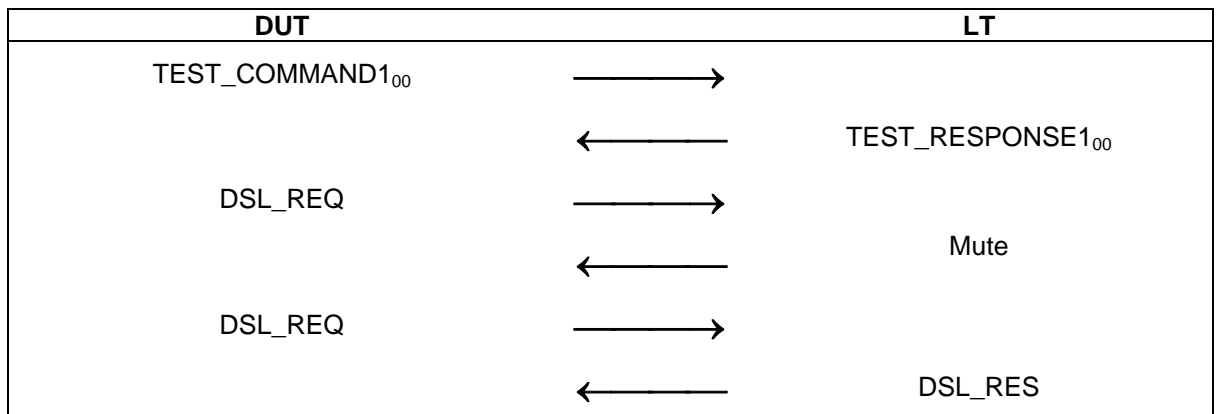 DUT LT
TEST_COMMAND1₀₀
TEST_RESPONSE1₀₀
DSL_REQ
Mute
DSL_REQ
DSL_RES